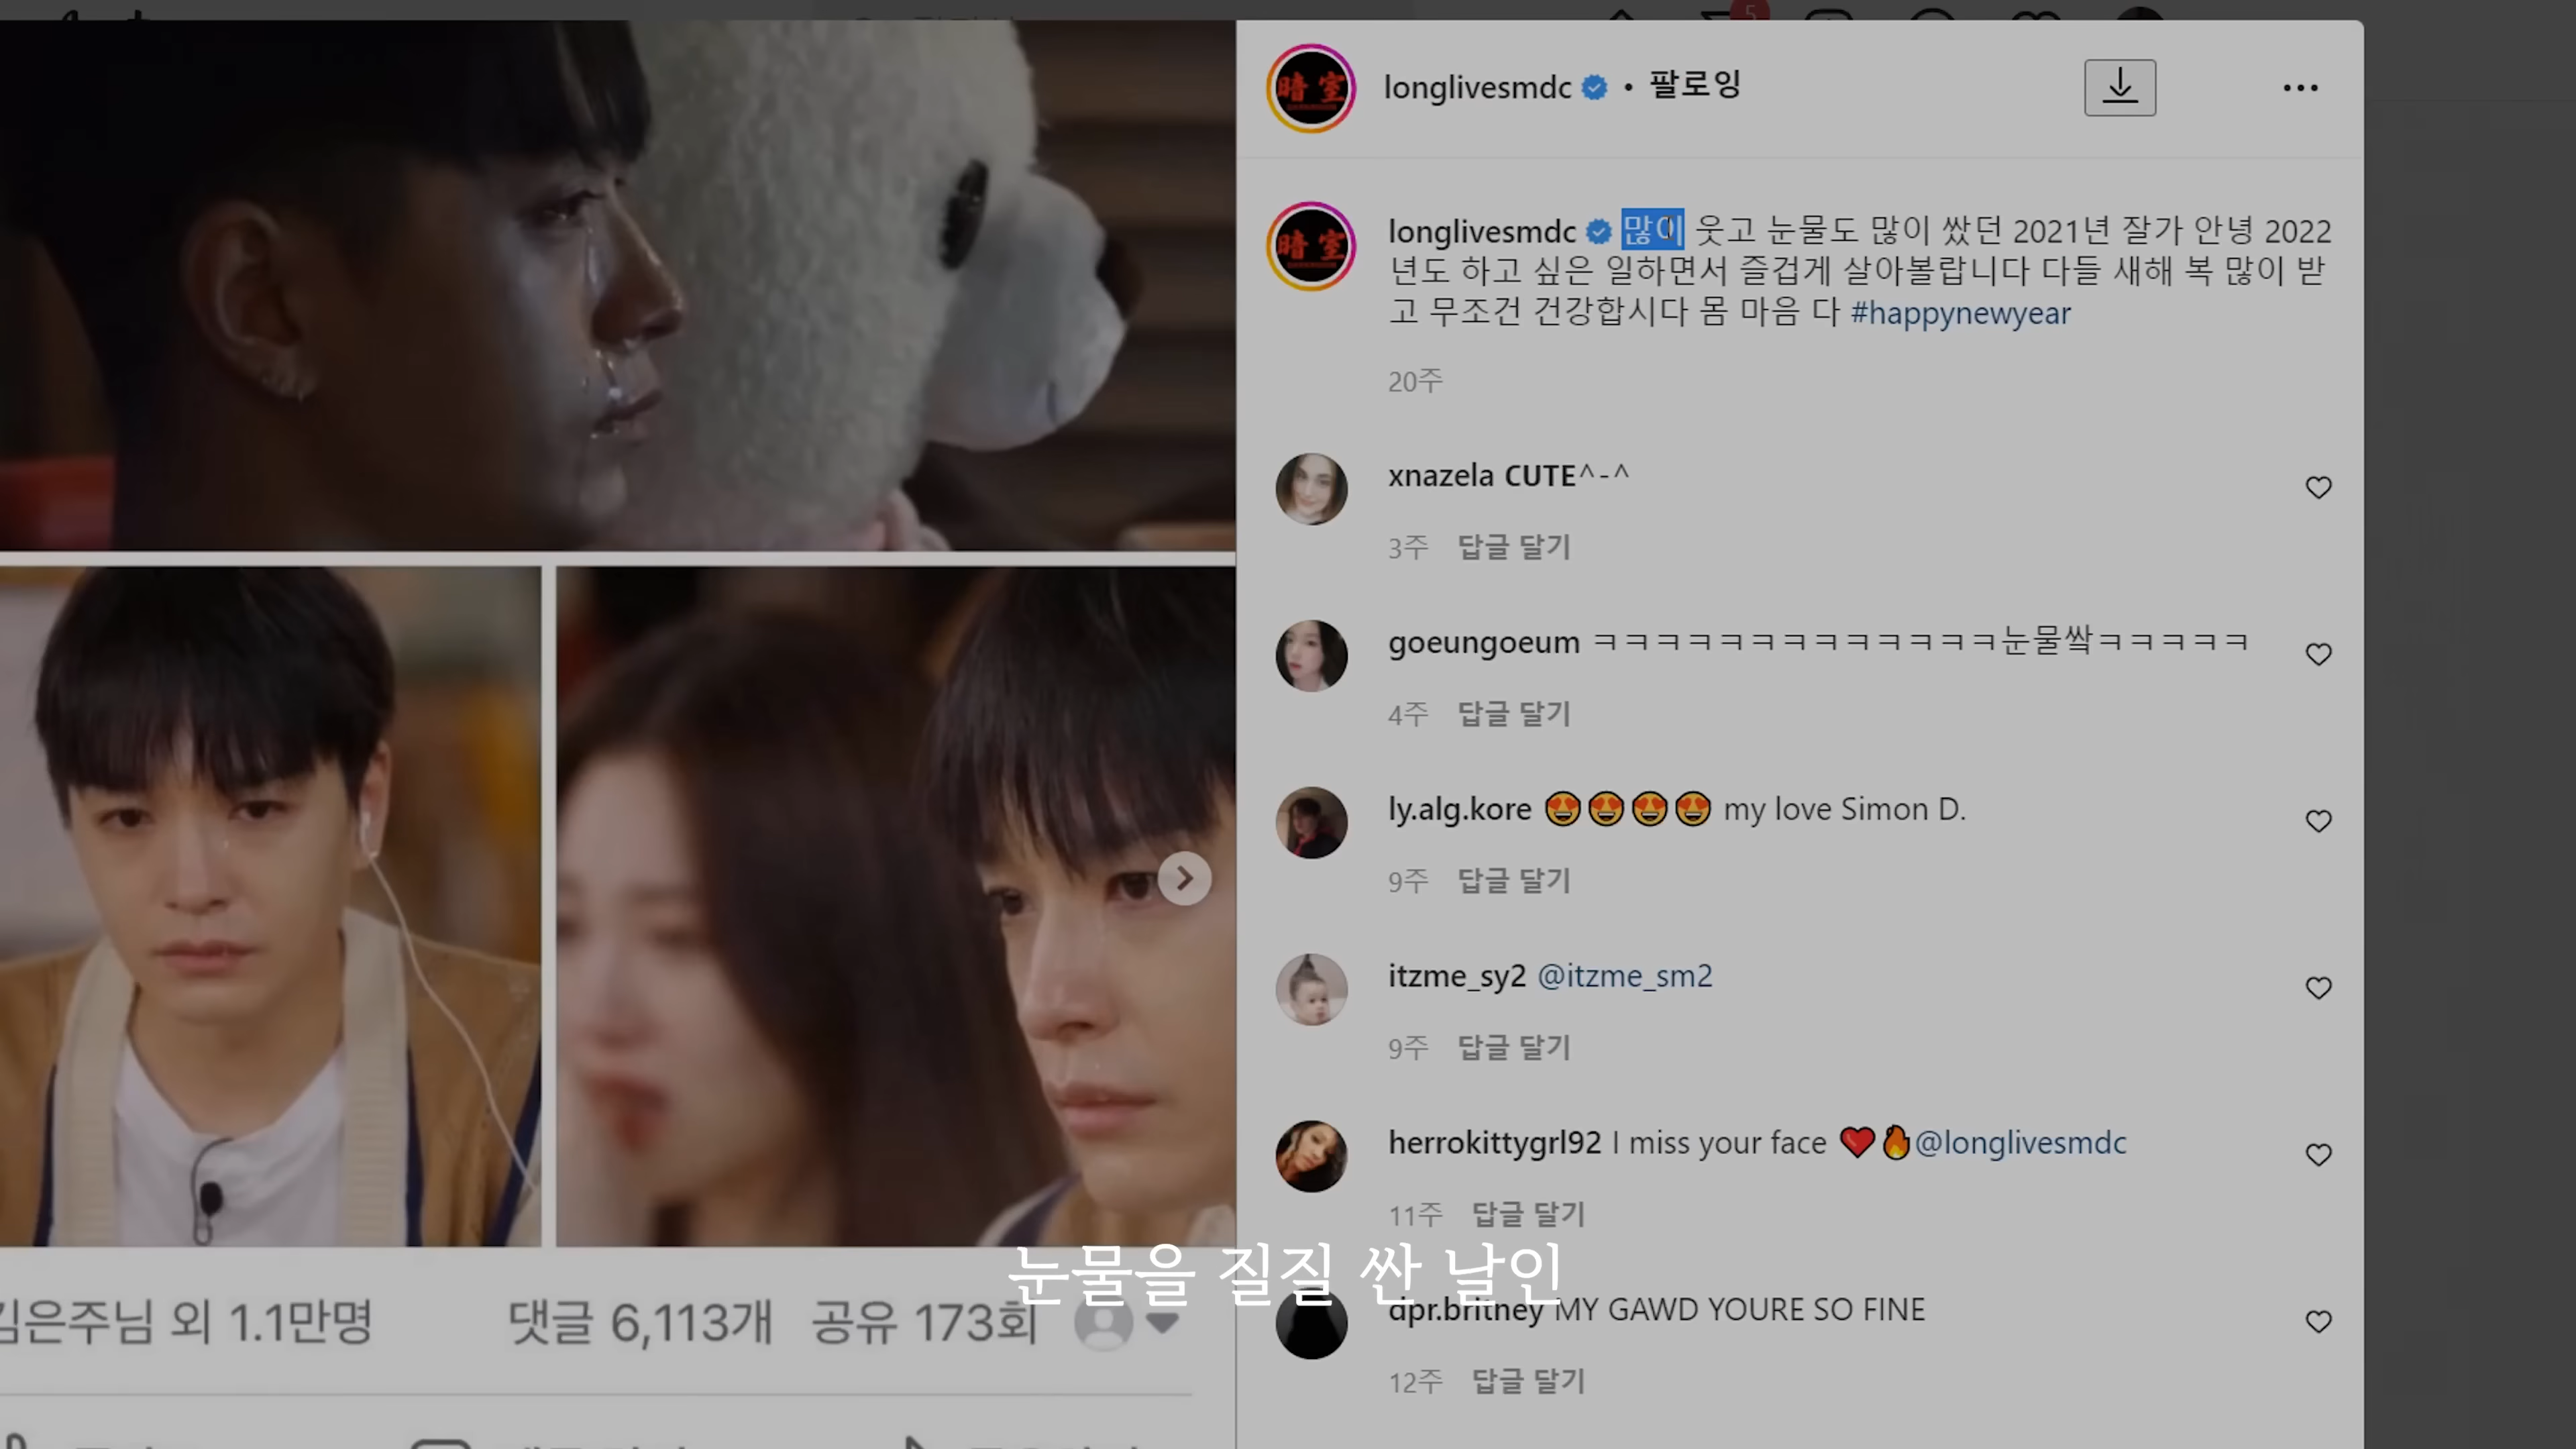 5
longlivesmdc • 팔로잉
longlivesmdc 많이 웃고 눈물도 많이 쌌던 2021년 잘가 안녕 2022
년도 하고 싶은 일하면서 즐겁게 살아볼랍니다 다들 새해 복 많이 받
고 무조건 건강합시다 몸 마음 다 #happynewyear
20주
xnazela CUTE^-^
3주 답글 달기
goeungoeum ㅋㅋㅋㅋㅋㅋㅋㅋㅋㅋㅋㅋㅋ눈물쌐ㅋㅋㅋㅋㅋ
4주 답글 달기
ly.alg.kore 😍😍😍😍 my love Simon D.
9주 답글 달기
itzme_sy2 @itzme_sm2
9주 답글 달기
herrokittygrl92 I miss your face ❤️🔥@longlivesmdc
11주 답글 달기
눈물을 질질 싼 날인
dpr.britney MY GAWD YOURE SO FINE
12주 답글 달기
김은주님 외 1.1만명 댓글 6,113개 공유 173회